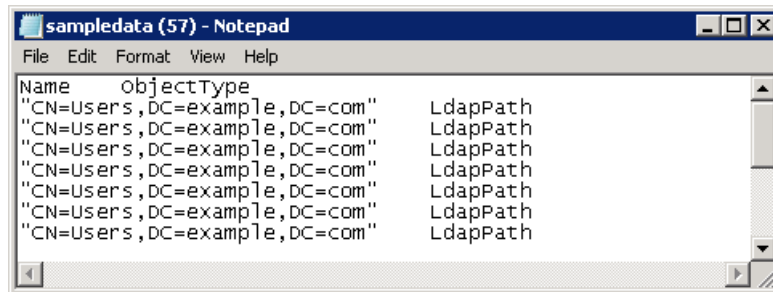 sampledata (57) - Notepad
File Edit Format View Help
Name ObjectType
"CN=Users,DC=example,DC=com" LdapPath
"CN=Users,DC=example,DC=com" LdapPath
"CN=Users,DC=example,DC=com" LdapPath
"CN=Users,DC=example,DC=com" LdapPath
"CN=Users,DC=example,DC=com" LdapPath
"CN=Users,DC=example,DC=com" LdapPath
"CN=Users,DC=example,DC=com" LdapPath